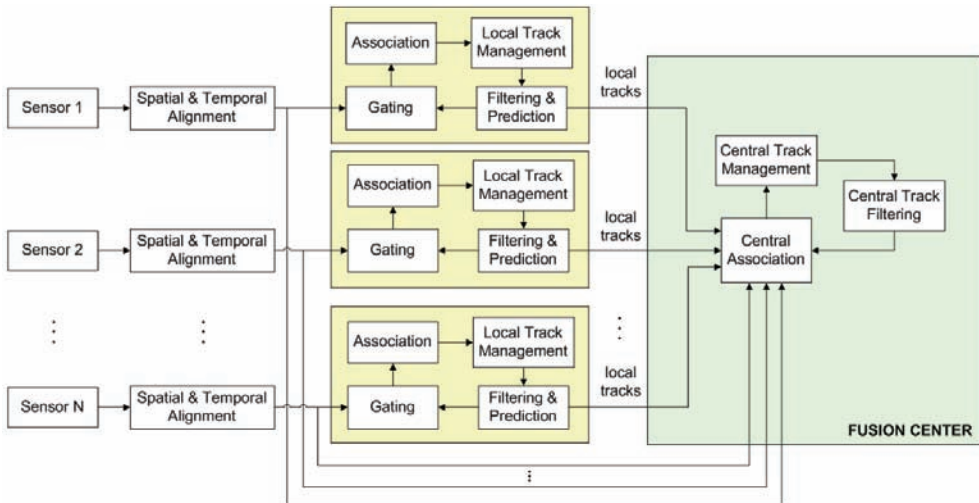 Sensor 1
Spatial & Temporal
Alignment
Association
Local Track
Management
Gating
Filtering &
Prediction
local
tracks
Sensor 2
Spatial & Temporal
Alignment
Association
Local Track
Management
Gating
Filtering &
Prediction
local
tracks
Sensor N
Spatial & Temporal
Alignment
Association
Local Track
Management
Gating
Filtering &
Prediction
local
tracks
Central Track
Management
Central Track
Filtering
Central
Association
FUSION CENTER